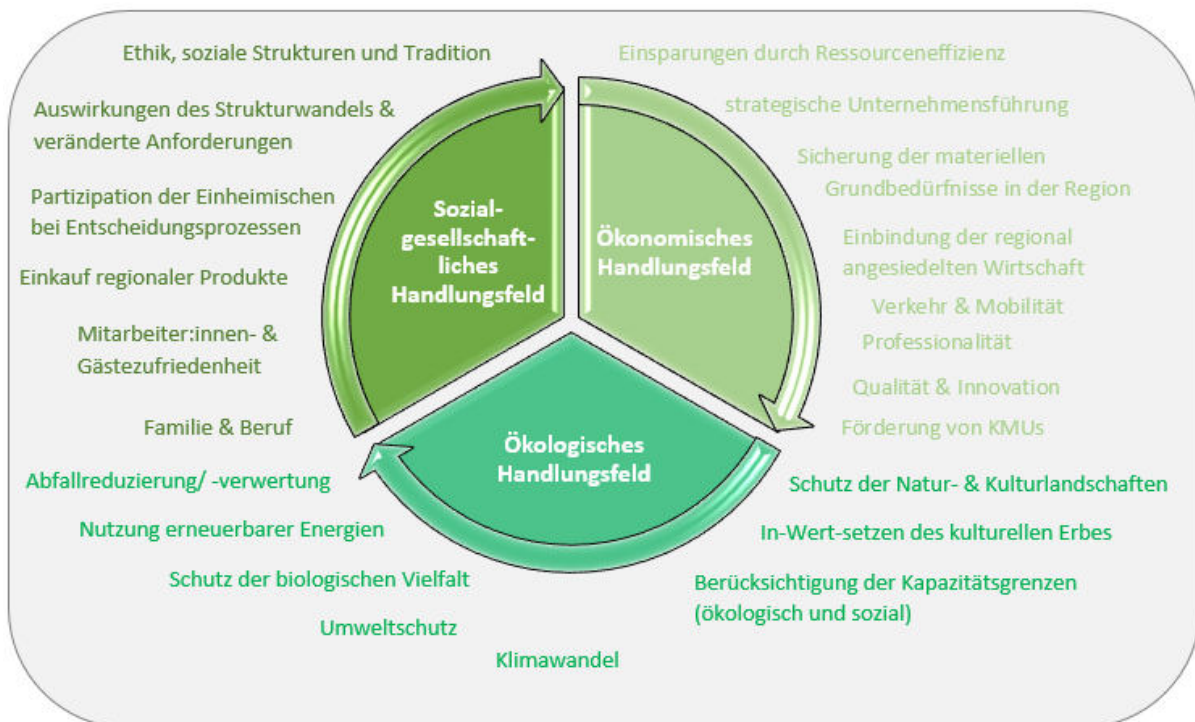 Ethik, soziale Strukturen und Tradition
Auswirkungen des Strukturwandels &
veränderte Anforderungen
Partizipation der Einheimischen
bei Entscheidungsprozessen
Einkauf regionaler Produkte
Mitarbeiter:innen- &
Gästezufriedenheit
Familie & Beruf
Sozial-
gesellschaft-
liches
Handlungsfeld
Einsparungen durch Ressourceneffizienz
strategische Unternehmensführung
Sicherung der materiellen
Grundbedürfnisse in der Region
Einbindung der regional
angesiedelten Wirtschaft
Verkehr & Mobilität
Professionalität
Qualität & Innovation
Förderung von KMUs
Ökonomisches
Handlungsfeld
Ökologisches
Handlungsfeld
Abfallreduzierung/ -verwertung
Nutzung erneuerbarer Energien
Schutz der biologischen Vielfalt
Umweltschutz
Klimawandel
Schutz der Natur- & Kulturlandschaften
In-Wert-setzen des kulturellen Erbes
Berücksichtigung der Kapazitätsgrenzen
(ökologisch und sozial)